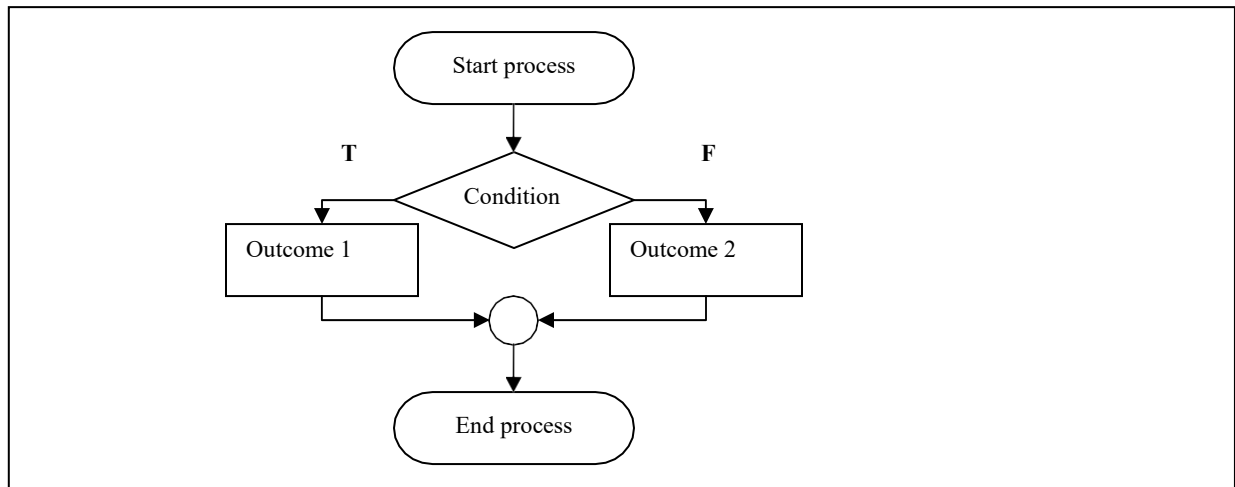 Start process
T
F
Condition
Outcome 1
Outcome 2
End process